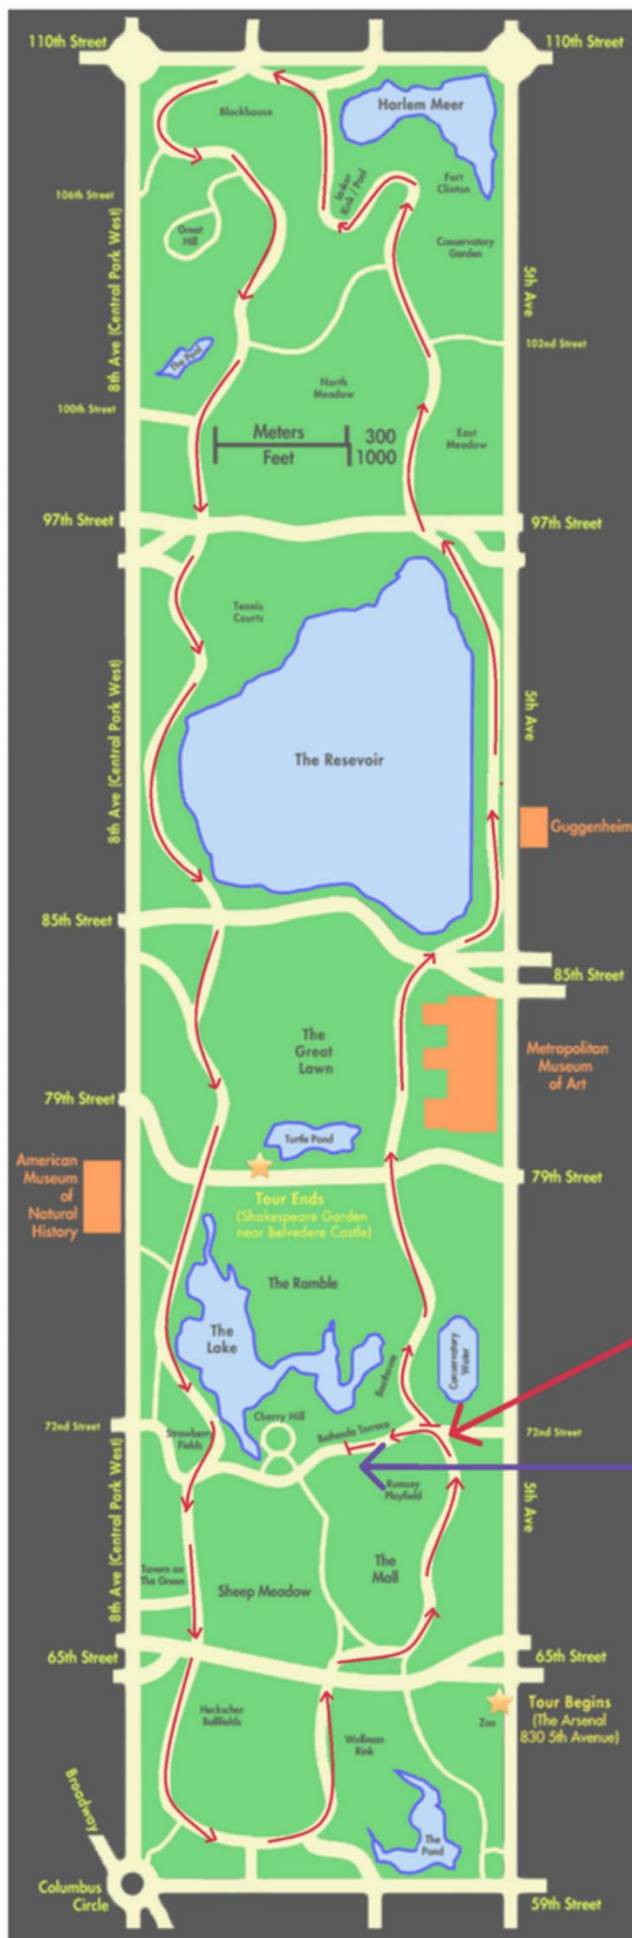 110th Street
110th Street
Blockhouse
Harlem Meer
Lasker
Rink / Pool
Fort
Clinton
106th Street
Great
Hill
Conservatory
Garden
8th Ave (Central Park West)
5th Ave
The Pool
102nd Street
North
Meadow
100th Street
Meters
300
Feet
1000
East
Meadow
97th Street
97th Street
Tennis
Courts
8th Ave (Central Park West)
5th Ave
The Resevoir
Guggenheim
85th Street
85th Street
The
Great
Lawn
Metropolitan
Museum
of Art
79th Street
Turtle Pond
American
Museum
of
Natural
History
79th Street
Tour Ends
(Shakespeare Garden
near Belvedere Castle)
The Ramble
The
Lake
Conservatory
Water
Boathouse
Cherry Hill
72nd Street
Strawberry
Fields
Bethesda Terrace
72nd Street
8th Ave (Central Park West)
Rumsey
Playfield
5th Ave
Tavern on
The Green
The
Mall
Sheep Meadow
65th Street
65th Street
Heckscher
Ballfields
Zoo
Tour Begins
(The Arsenal
830 5th Avenue)
Wollman
Rink
Broadway
The
Pond
Columbus
Circle
59th Street